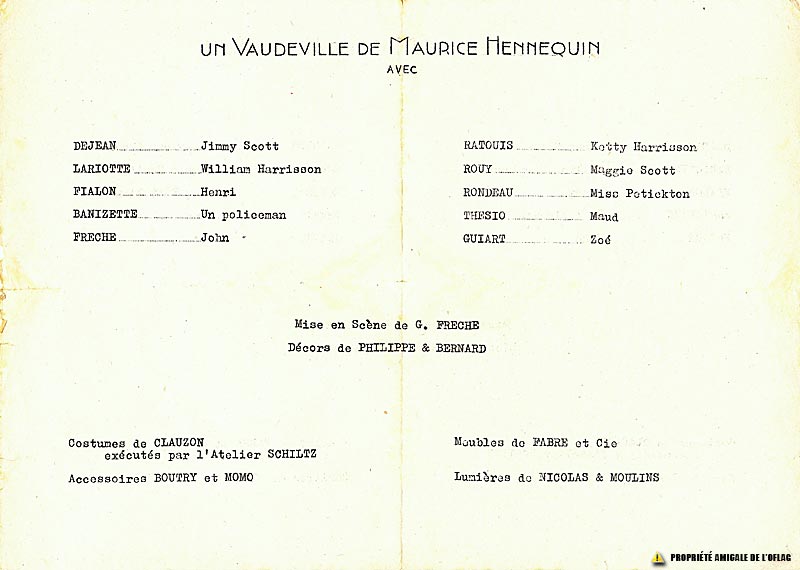 UN VAUDEVILLE DE MAURICE HENNEQUIN
AVEC
DEJEAN Jimmy Scott
LARIOTTE William Harrisson
FIALON Henri
BANIZETTE Un policeman
FRECHE John
RATOUIS Ketty Harrisson
ROUY Maggie Scott
RONDEAU Miss Potickton
THESIO Maud
GUIART Zoé
Mise en Scène de G. FRECHE
Décors de PHILIPPE & BERNARD
Costumes de CLAUZON
exécutés par l'Atelier SCHILTZ
Accessoires BOUTRY et MOMO
Meubles de FABRE et Cie
Lumières de NICOLAS & MOULINS
PROPRIÉTÉ AMIGALE DE L'OFLAG